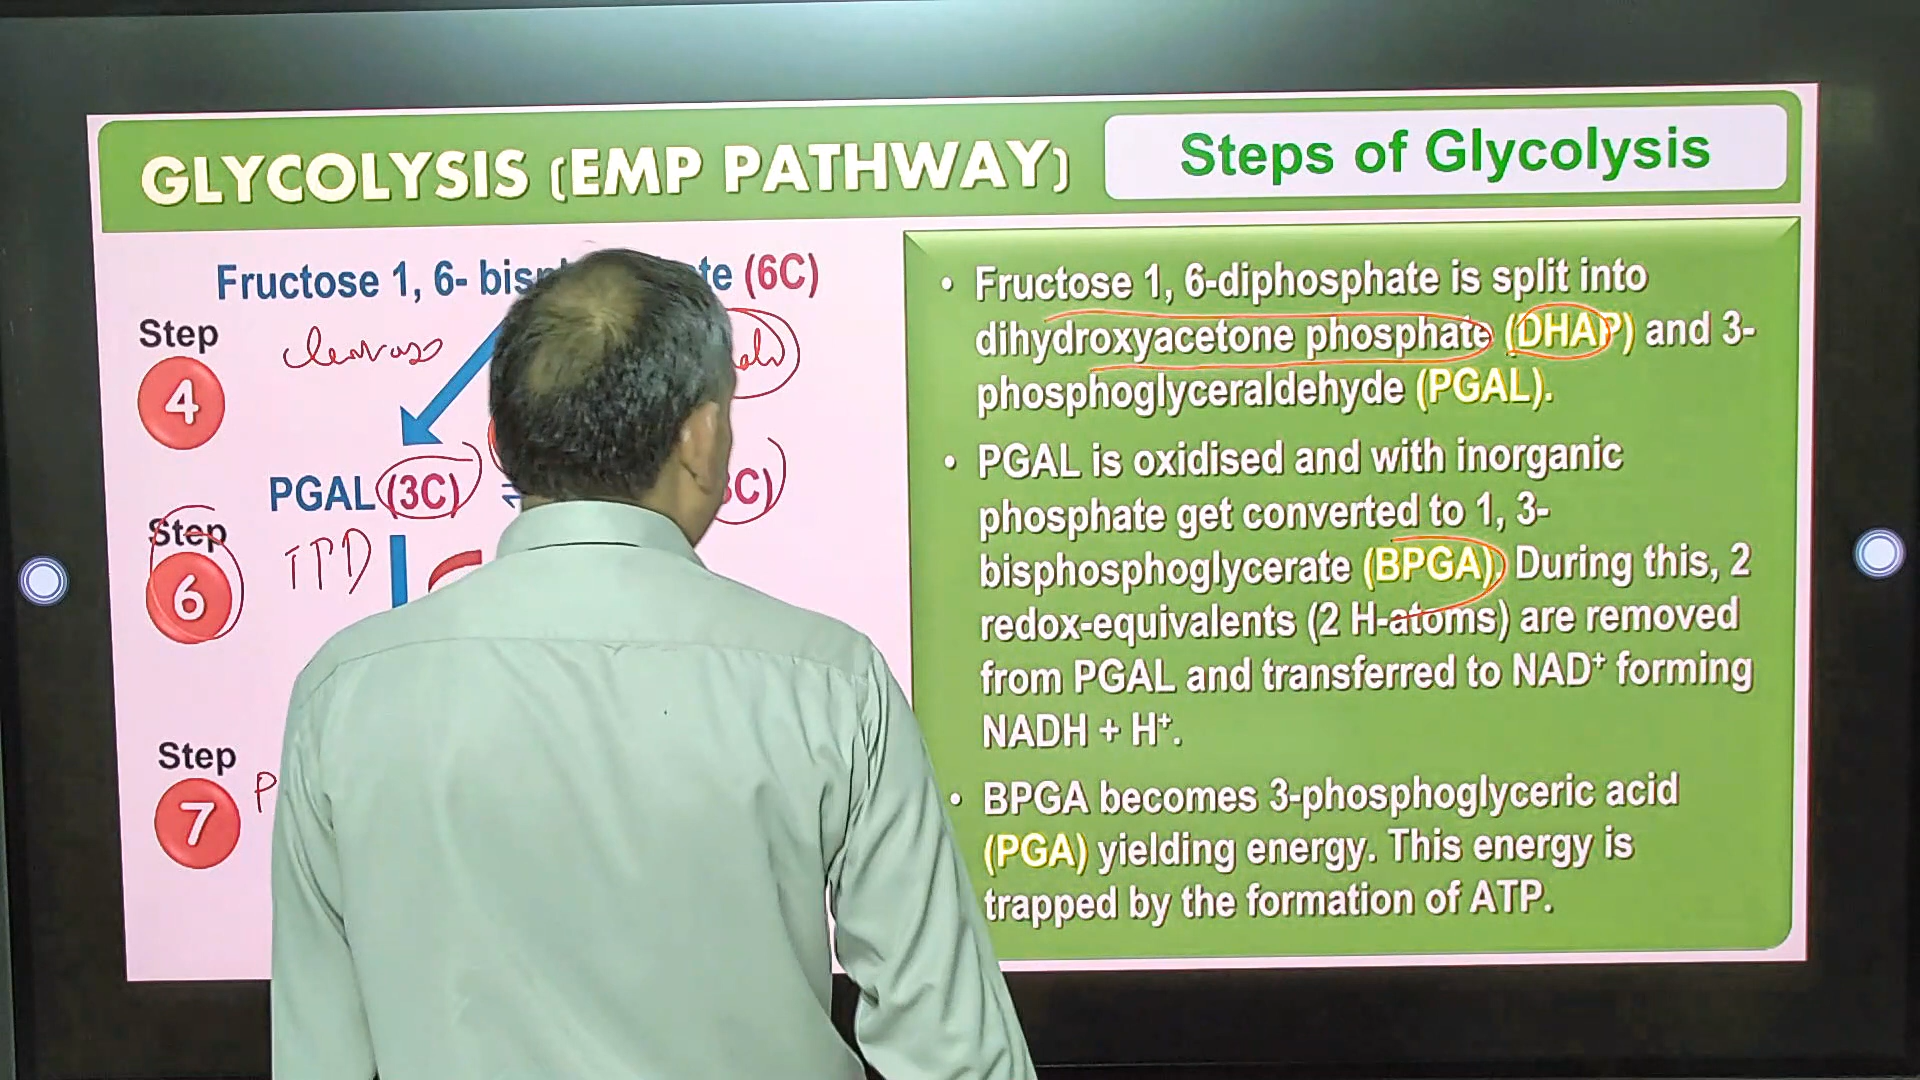 GLYCOLYSIS (EMP PATHWAY)
Steps of Glycolysis
Fructose 1, 6- bis te (6C)
Step
4
PGAL (3C)
C)
Step
6
TPD
Step
7
P
• Fructose 1, 6-diphosphate is split into
dihydroxyacetone phosphate (DHAP) and 3-
phosphoglyceraldehyde (PGAL).
• PGAL is oxidised and with inorganic
phosphate get converted to 1, 3-
bisphosphoglycerate (BPGA). During this, 2
redox-equivalents (2 H-atoms) are removed
from PGAL and transferred to NAD⁺ forming
NADH + H⁺.
• BPGA becomes 3-phosphoglyceric acid
(PGA) yielding energy. This energy is
trapped by the formation of ATP.